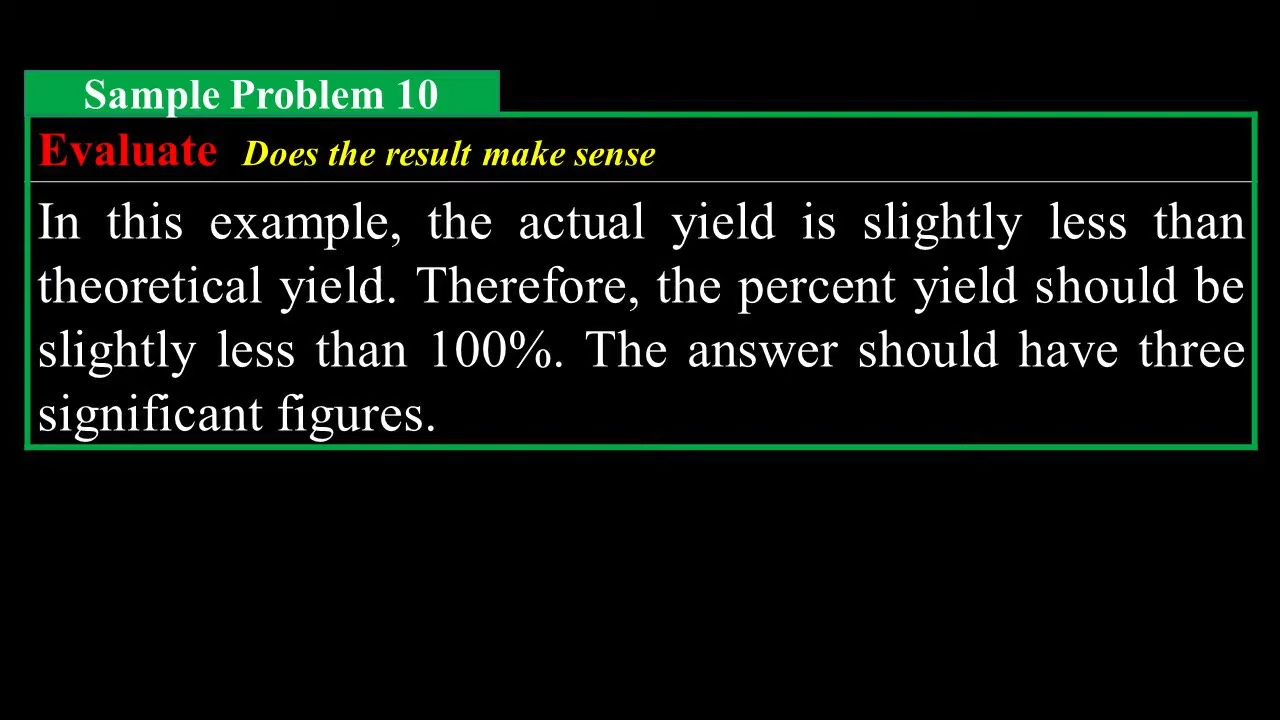 Sample Problem 10
Evaluate Does the result make sense
In this example, the actual yield is slightly less than
theoretical yield. Therefore, the percent yield should be
slightly less than 100%. The answer should have three
significant figures.